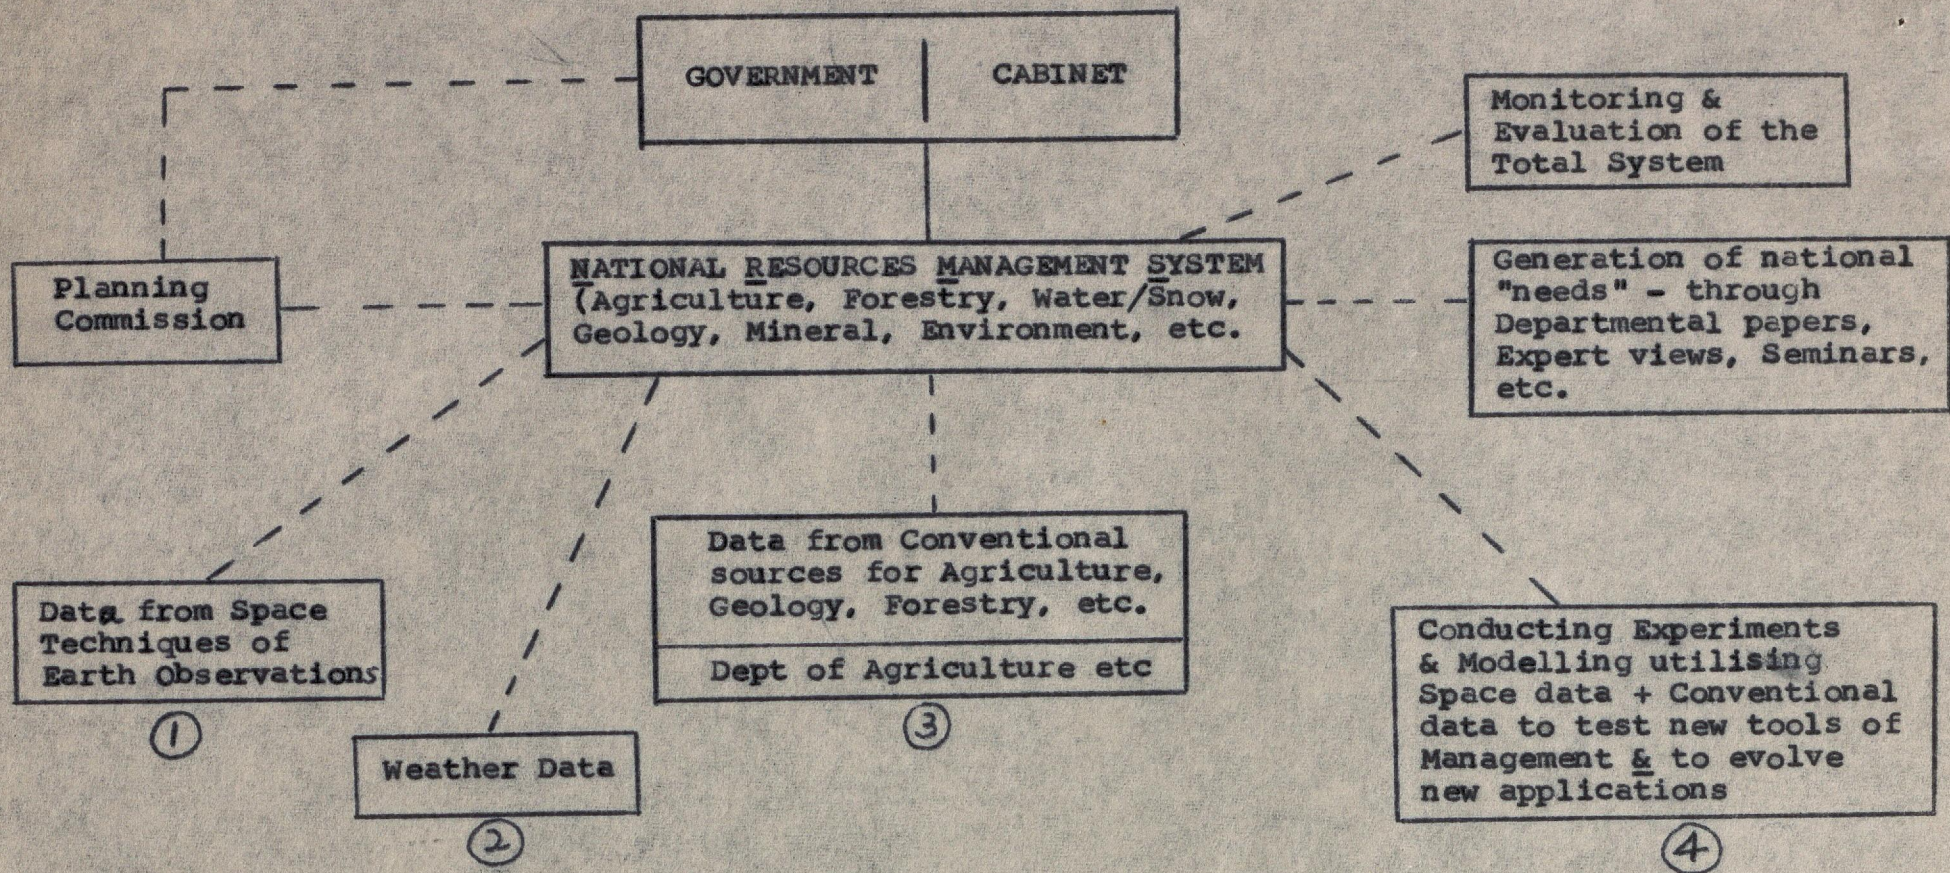 GOVERNMENT | CABINET
Monitoring &
Evaluation of the
Total System
Planning
Commission
NATIONAL RESOURCES MANAGEMENT SYSTEM
(Agriculture, Forestry, Water/Snow,
Geology, Mineral, Environment, etc.
Generation of national
"needs" - through
Departmental papers,
Expert views, Seminars,
etc.
Data from Space
Techniques of
Earth Observations
1
Weather Data
2
Data from Conventional
sources for Agriculture,
Geology, Forestry, etc.
Dept of Agriculture etc
3
Conducting Experiments
& Modelling utilising
Space data + Conventional
data to test new tools of
Management & to evolve
new applications
4